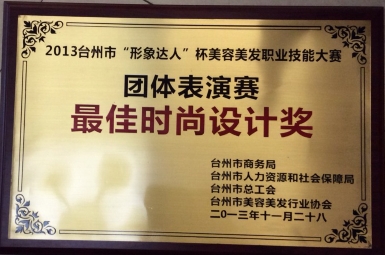 2013台州市“形象达人”杯美容美发职业技能大赛
团体表演赛
最佳时尚设计奖
台州市商务局
台州市人力资源和社会保障局
台州市总工会
台州市美容美发行业协会
二0一三年十一月二十八